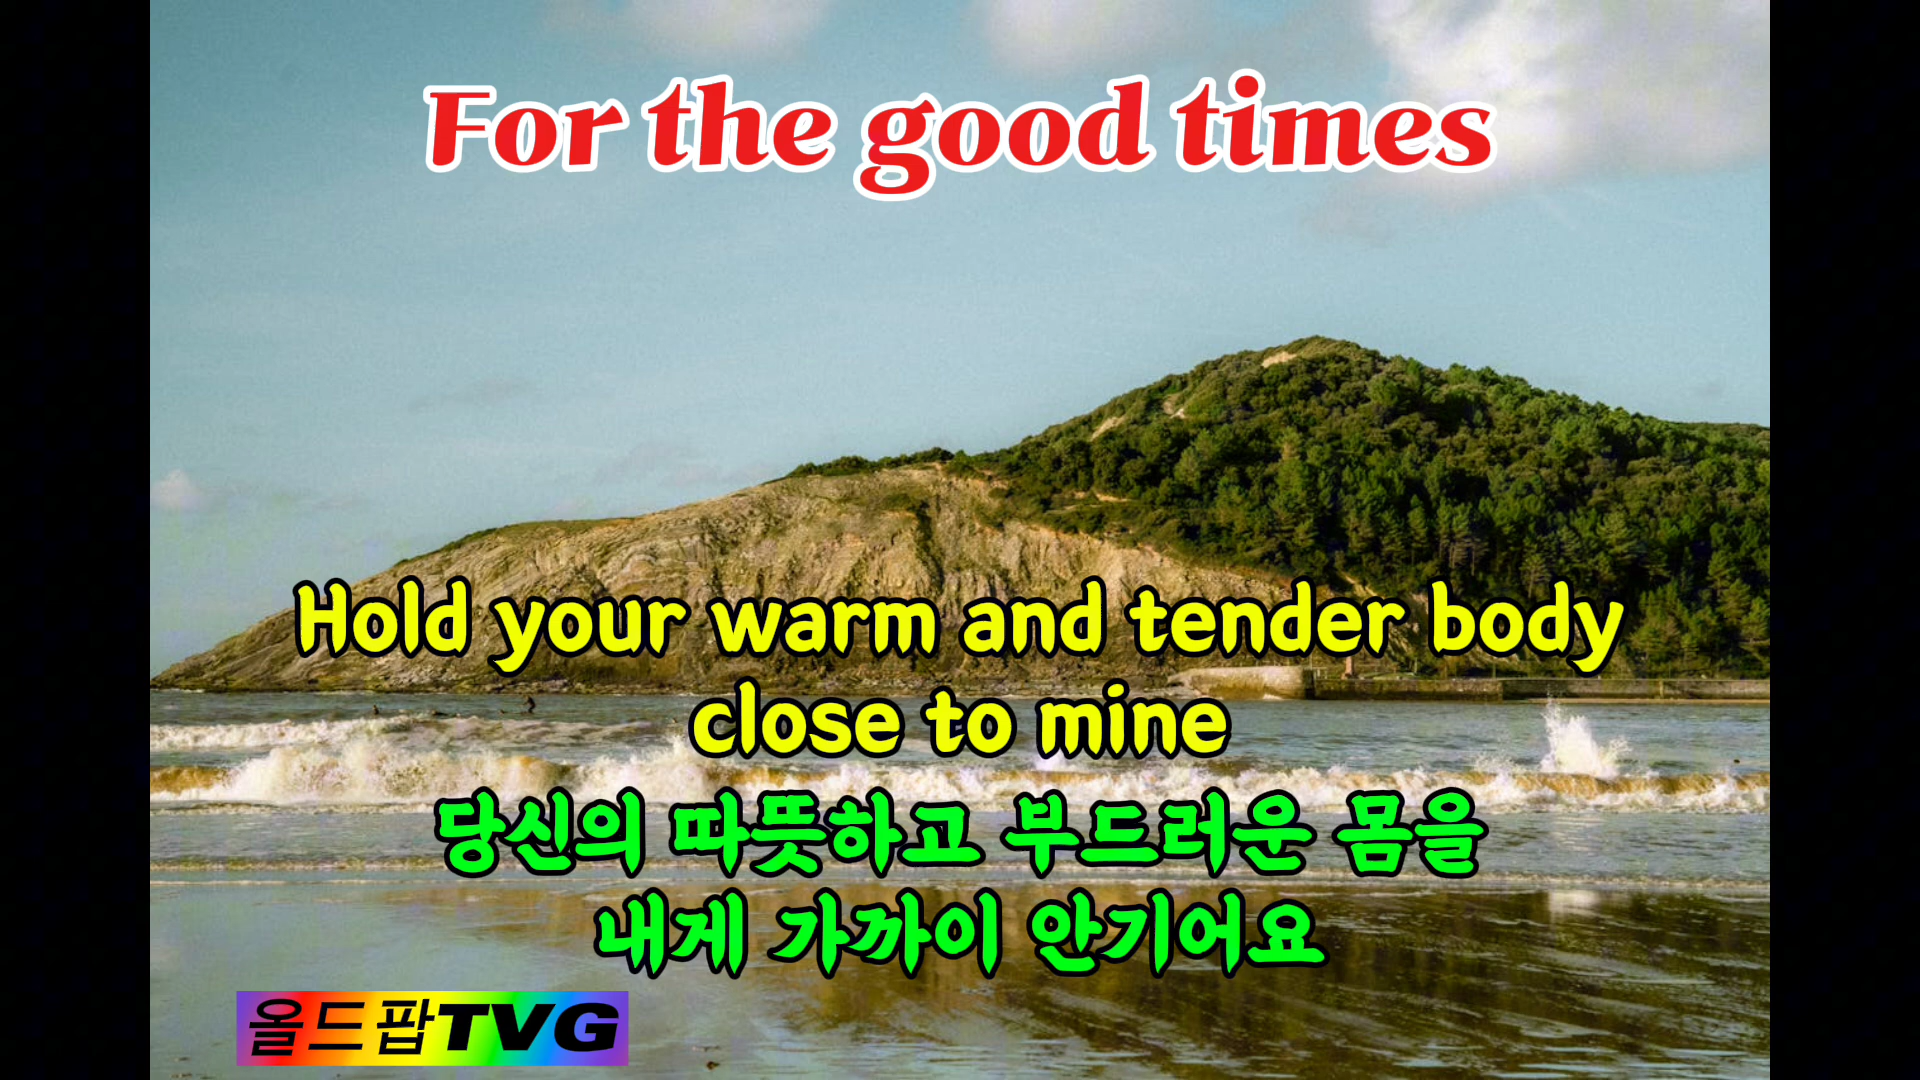 For the good times
Hold your warm and tender body
close to mine
당신의 따뜻하고 부드러운 몸을
내게 가까이 안기어요
올드팝TVG